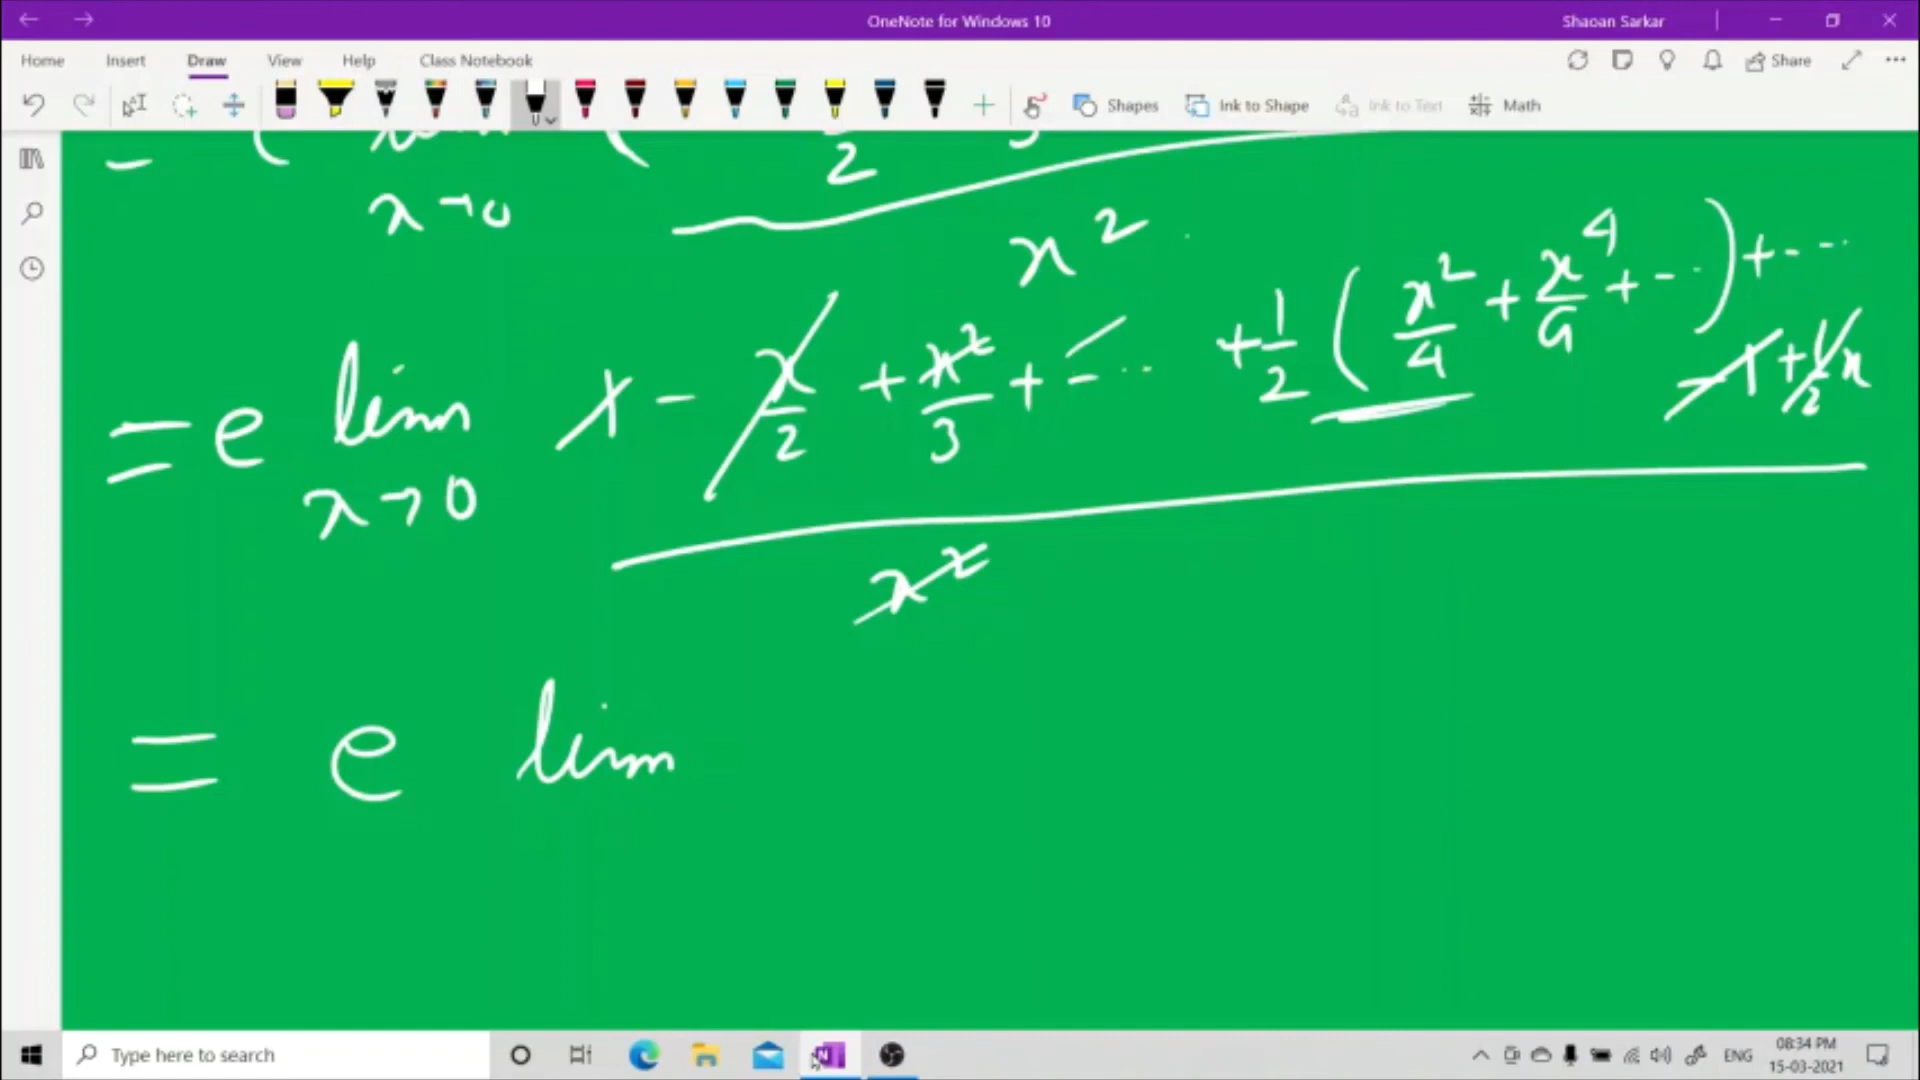 OneNote for Windows 10 Shaoan Sarkar
Home Insert Draw View Help Class Notebook Share
Shapes Ink to Shape Ink to Text Math
= ( ( 2
x→0 x²
= e lim x→0 x - x/2 + x²/3 + - ... + 1/2 ( x²/4 + x⁴/9 + - .. ) + - - .. - 1 + 1/2 x
x²
= e lim
Type here to search ENG 08:34 PM
15-03-2021